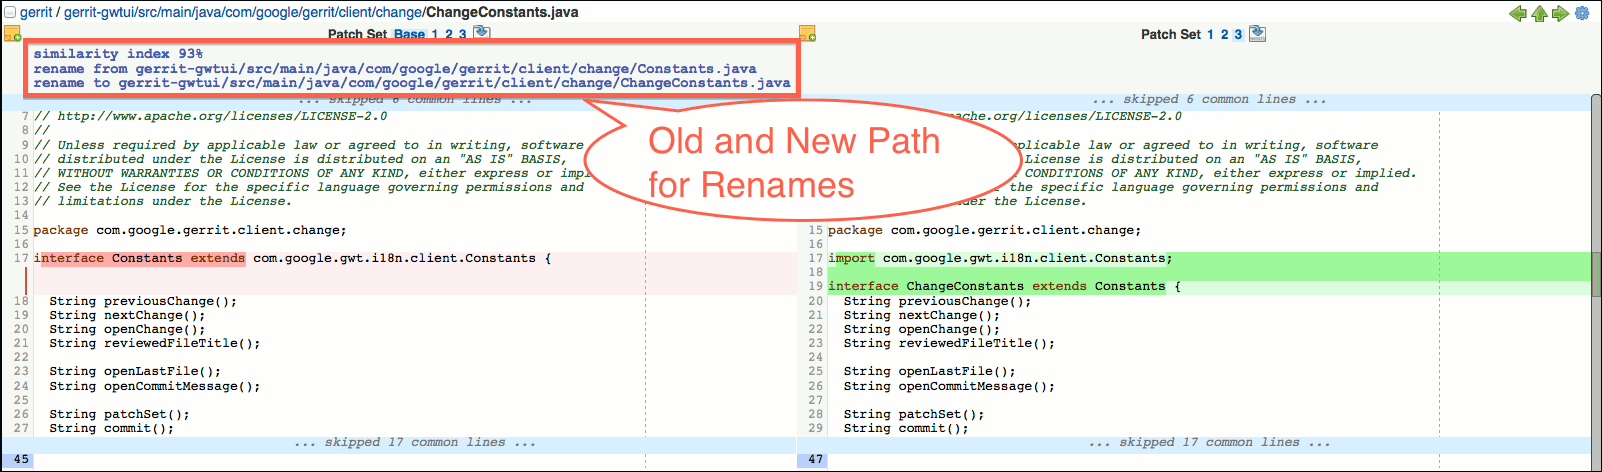 gerrit / gerrit-gwtui/src/main/java/com/google/gerrit/client/change/ChangeConstants.java
Patch Set Base 1 2 3
similarity index 93%
rename from gerrit-gwtui/src/main/java/com/google/gerrit/client/change/Constants.java
rename to gerrit-gwtui/src/main/java/com/google/gerrit/client/change/ChangeConstants.java
... skipped 6 common lines ...
7 // http://www.apache.org/licenses/LICENSE-2.0
8 //
9 // Unless required by applicable law or agreed to in writing, software
10 // distributed under the License is distributed on an "AS IS" BASIS,
11 // WITHOUT WARRANTIES OR CONDITIONS OF ANY KIND, either express or impl
12 // See the License for the specific language governing permissions and
13 // limitations under the License.
14
15 package com.google.gerrit.client.change;
16
17 interface Constants extends com.google.gwt.i18n.client.Constants {
18 String previousChange();
19 String nextChange();
20 String openChange();
21 String reviewedFileTitle();
22
23 String openLastFile();
24 String openCommitMessage();
25
26 String patchSet();
27 String commit();
... skipped 17 common lines ...
45
Old and New Path
for Renames
Patch Set 1 2 3
... skipped 6 common lines ...
ache.org/licenses/LICENSE-2.0
licable law or agreed to in writing, software
License is distributed on an "AS IS" BASIS,
CONDITIONS OF ANY KIND, either express or implied.
the specific language governing permissions and
der the License.
15 package com.google.gerrit.client.change;
16
17 import com.google.gwt.i18n.client.Constants;
18
19 interface ChangeConstants extends Constants {
20 String previousChange();
21 String nextChange();
22 String openChange();
23 String reviewedFileTitle();
24
25 String openLastFile();
26 String openCommitMessage();
27
28 String patchSet();
29 String commit();
... skipped 17 common lines ...
47